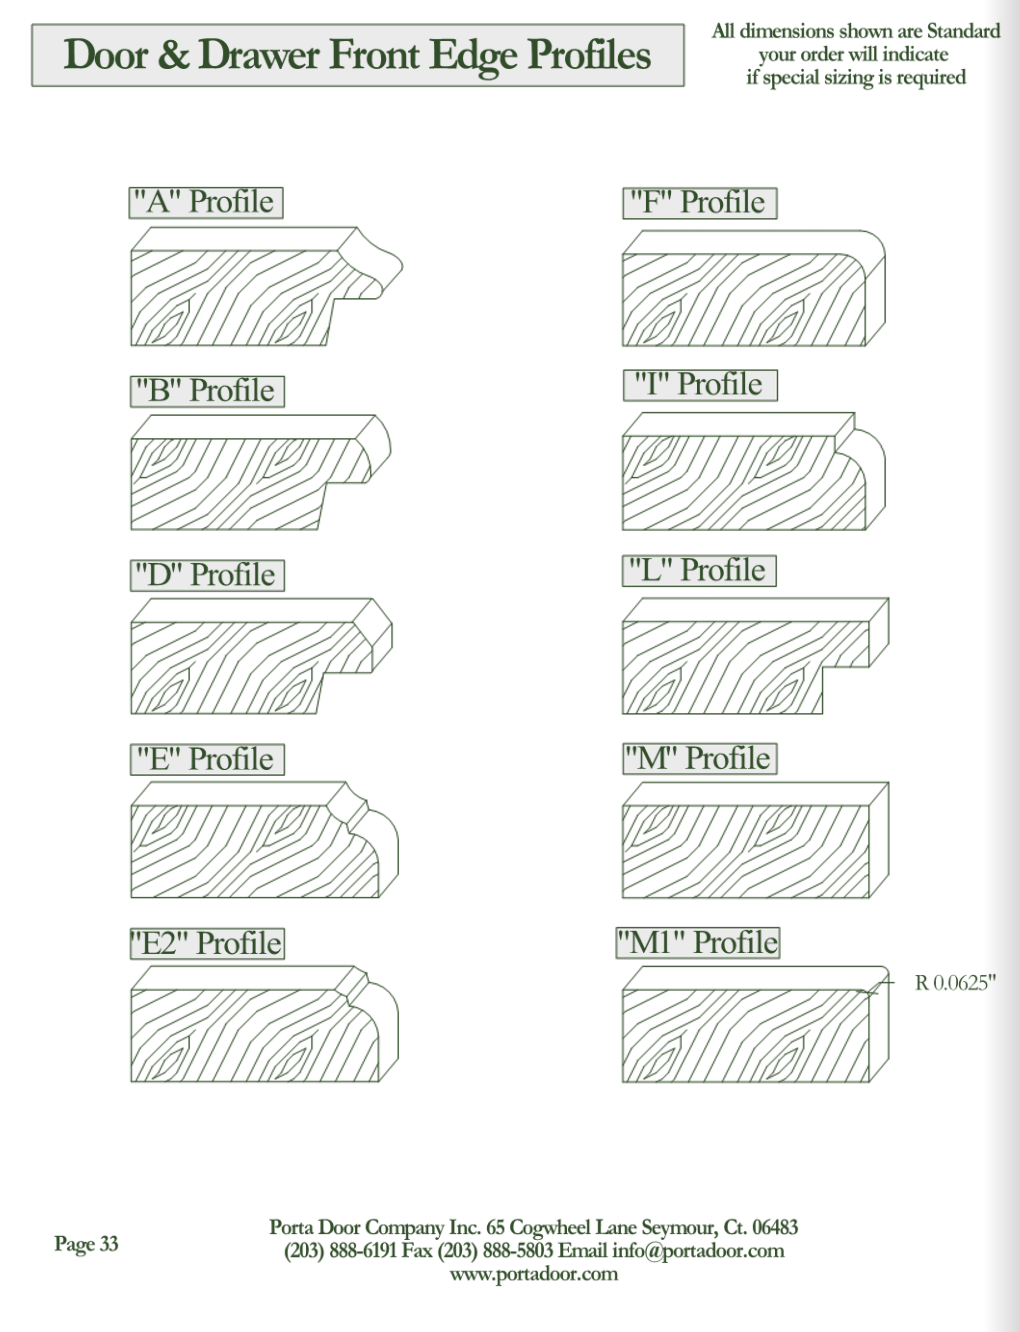 Door & Drawer Front Edge Profiles
All dimensions shown are Standard
your order will indicate
if special sizing is required
"A" Profile
"B" Profile
"D" Profile
"E" Profile
"E2" Profile
"F" Profile
"I" Profile
"L" Profile
"M" Profile
"M1" Profile
R 0.0625"
Page 33
Porta Door Company Inc. 65 Cogwheel Lane Seymour, Ct. 06483
(203) 888-6191 Fax (203) 888-5803 Email info@portadoor.com
www.portadoor.com